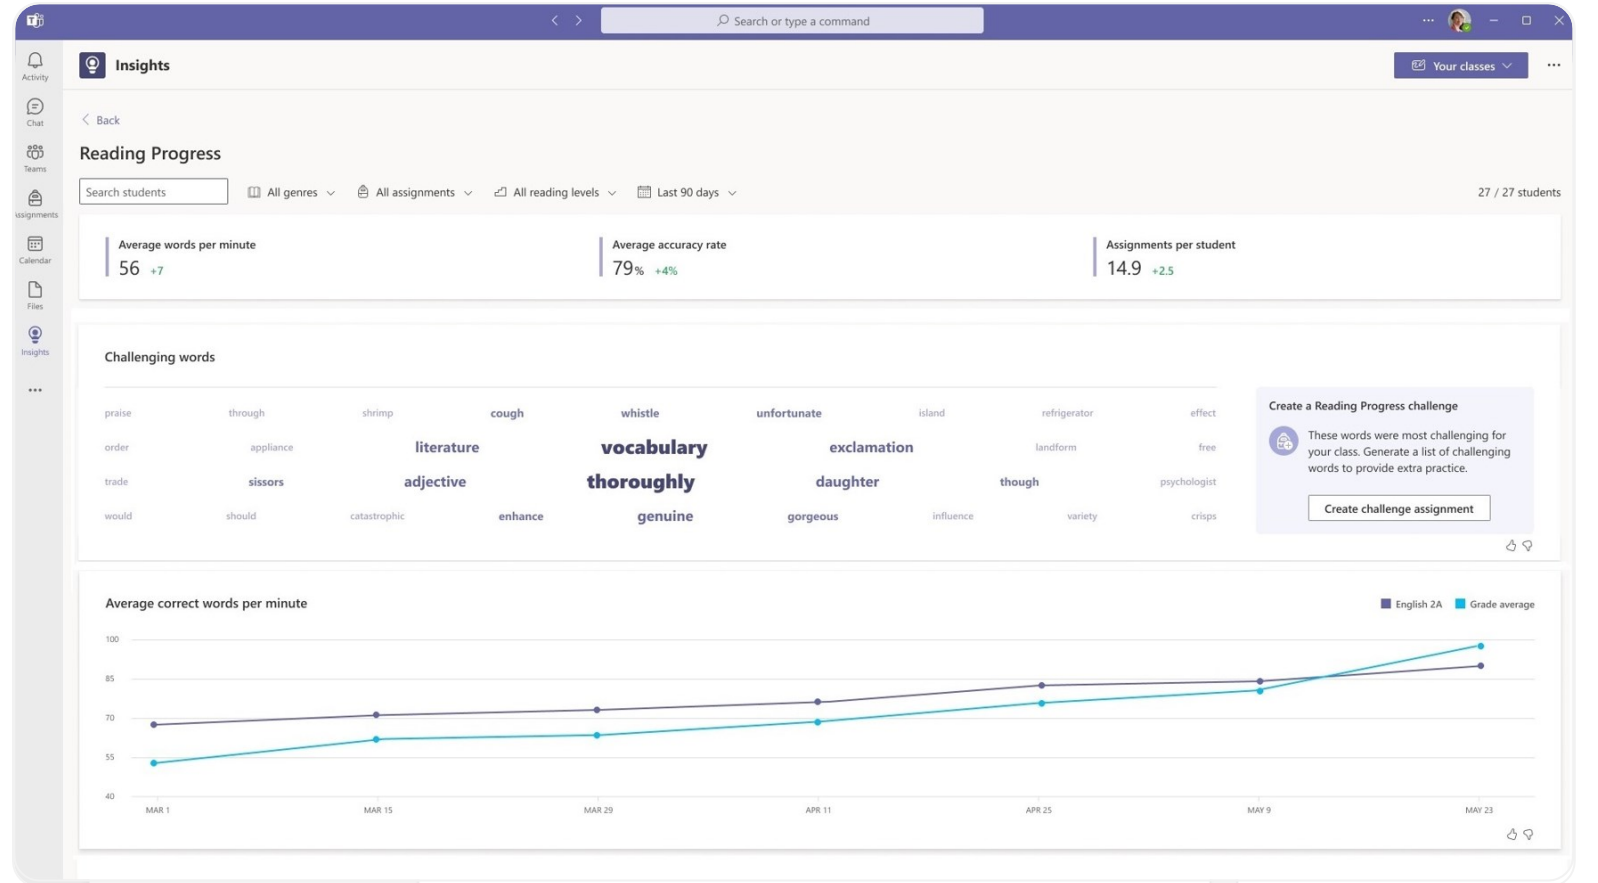 Search or type a command
Activity
Chat
Teams
Assignments
Calendar
Files
Insights
Insights
Your classes
Back
Reading Progress
Search students
All genres
All assignments
All reading levels
Last 90 days
27 / 27 students
Average words per minute
56 +7
Average accuracy rate
79% +4%
Assignments per student
14.9 +2.5
Challenging words
praise through shrimp cough whistle unfortunate island refrigerator effect
order appliance literature vocabulary exclamation landform free
trade sissors adjective thoroughly daughter though psychologist
would should catastrophic enhance genuine gorgeous influence variety crisps
Create a Reading Progress challenge
These words were most challenging for
your class. Generate a list of challenging
words to provide extra practice.
Create challenge assignment
Average correct words per minute
English 2A Grade average
100
85
70
55
40
MAR 1 MAR 15 MAR 29 APR 11 APR 25 MAY 9 MAY 23